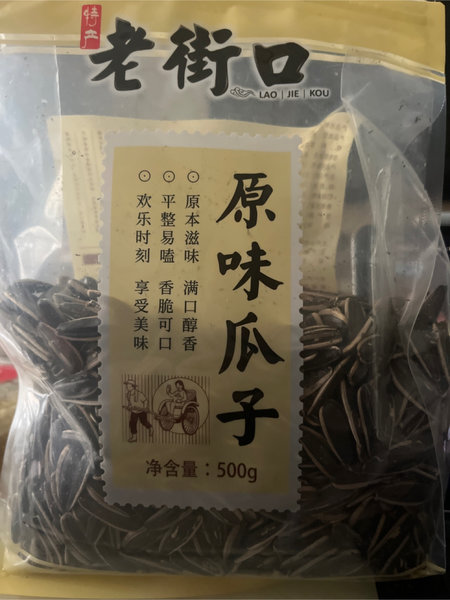 特产
老街口
LAO | JIE | KOU
原味瓜子
原本滋味 满口醇香
平整易嗑 香脆可口
欢乐时刻 享受美味
净含量：500g